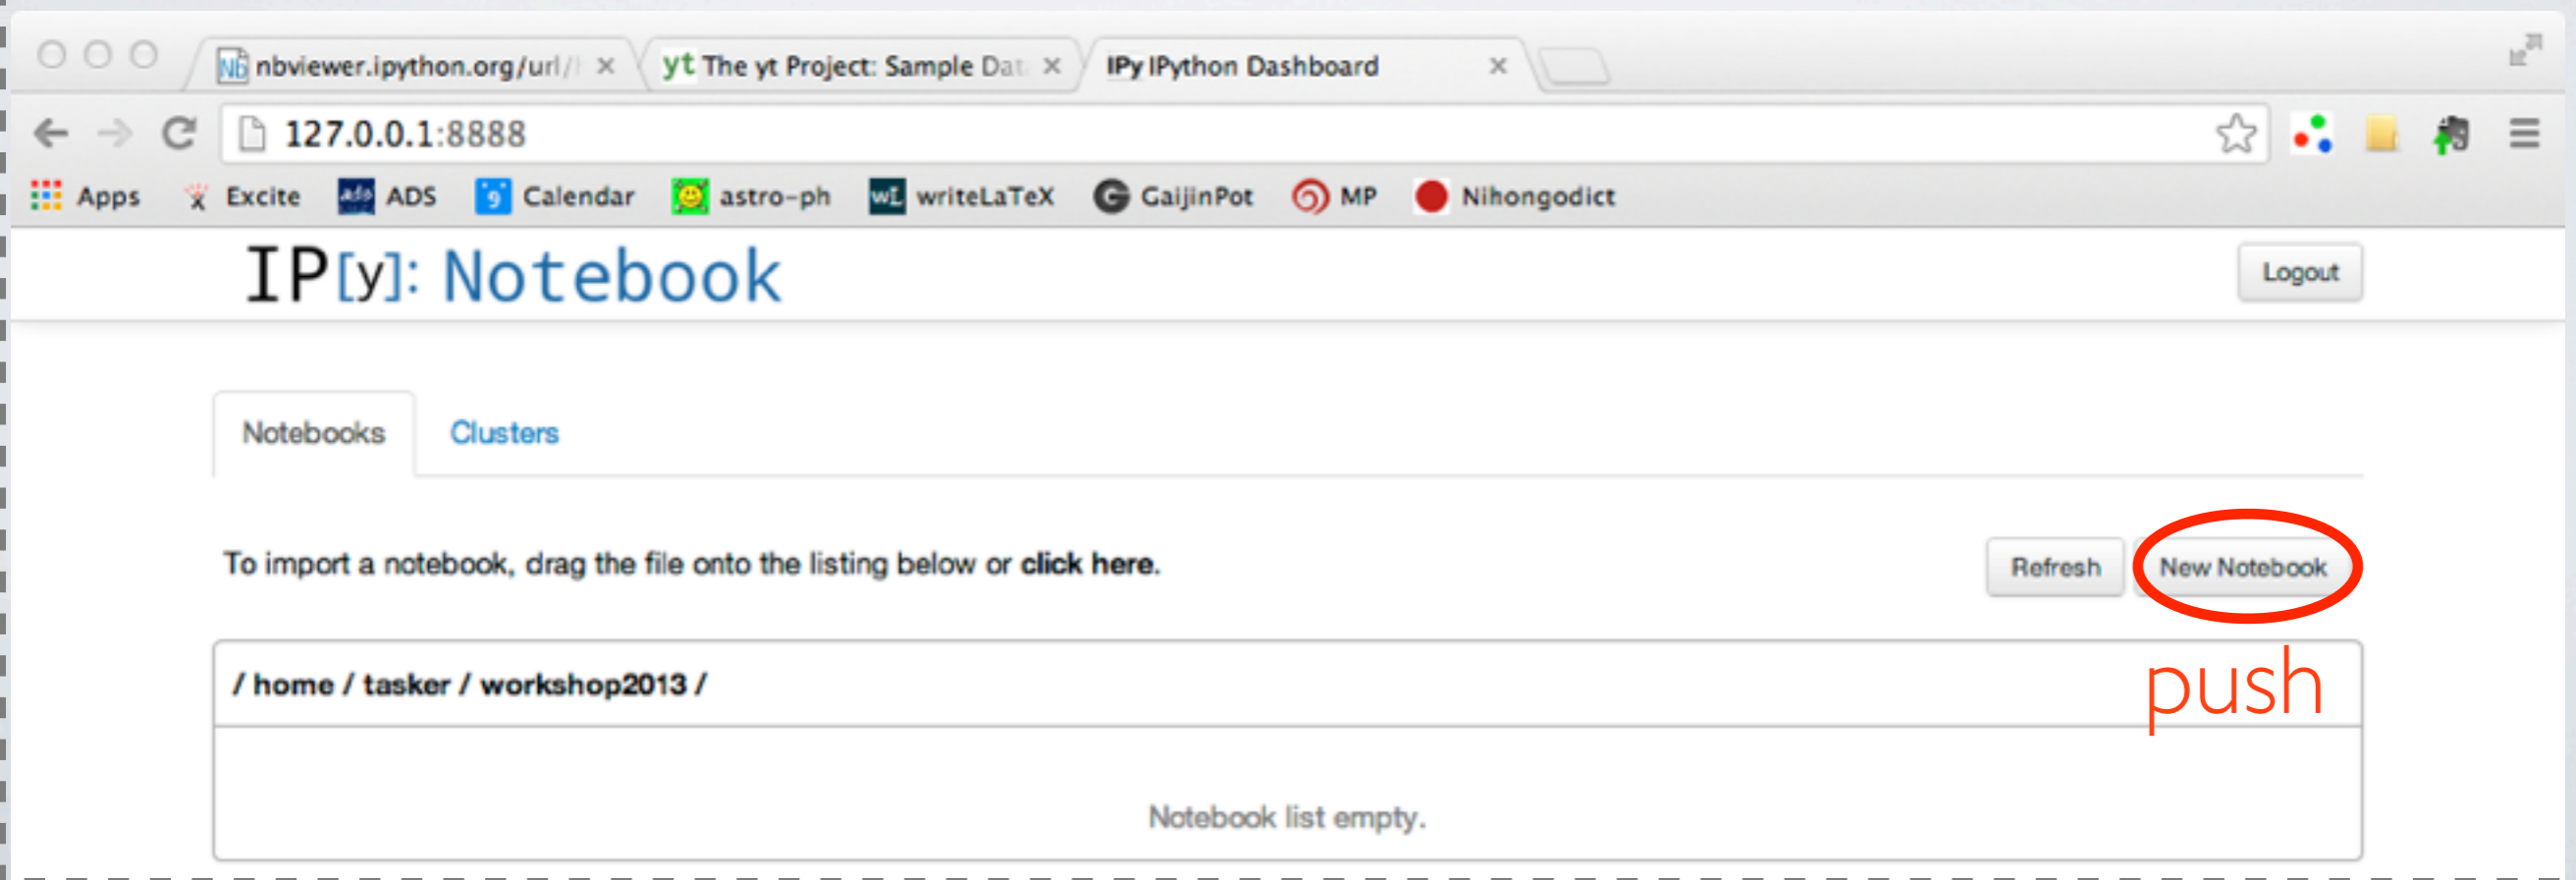 nbviewer.ipython.org/url/
yt The yt Project: Sample Dat
IPy IPython Dashboard
127.0.0.1:8888
Apps Excite ADS Calendar astro-ph writeLaTeX GaijinPot MP Nihongodict
IP[y]: Notebook
Logout
Notebooks Clusters
To import a notebook, drag the file onto the listing below or click here.
Refresh New Notebook
/ home / tasker / workshop2013 /
push
Notebook list empty.